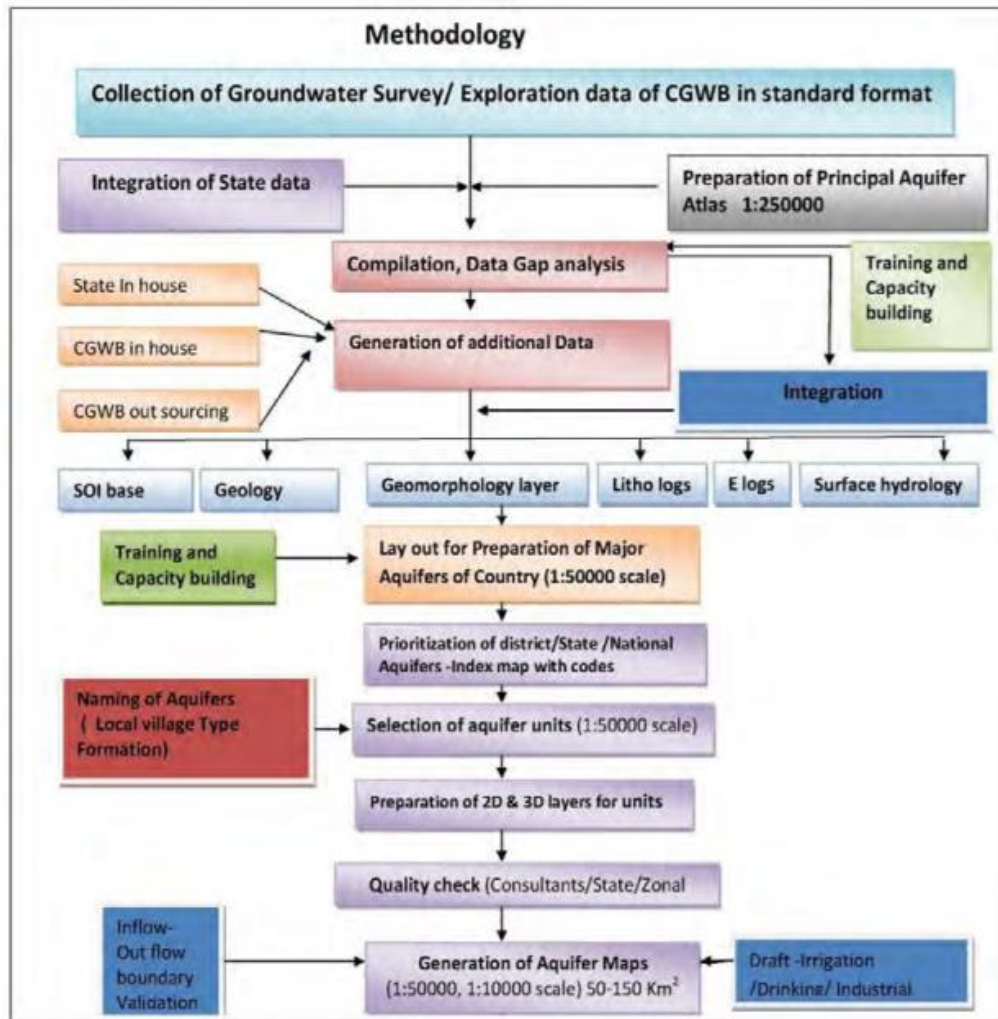 Methodology
Collection of Groundwater Survey/ Exploration data of CGWB in standard format
Integration of State data
Preparation of Principal Aquifer
Atlas 1:250000
Compilation, Data Gap analysis
Training and
Capacity
building
State In house
CGWB in house
CGWB out sourcing
Generation of additional Data
Integration
SOI base
Geology
Geomorphology layer
Litho logs
E logs
Surface hydrology
Training and
Capacity building
Lay out for Preparation of Major
Aquifers of Country (1:50000 scale)
Prioritization of district/State /National
Aquifers -Index map with codes
Naming of Aquifers
( Local village Type
Formation)
Selection of aquifer units (1:50000 scale)
Preparation of 2D & 3D layers for units
Quality check (Consultants/State/Zonal
Inflow-
Out flow
boundary
Validation
Generation of Aquifer Maps
(1:50000, 1:10000 scale) 50-150 Km²
Draft -Irrigation
/Drinking/ Industrial